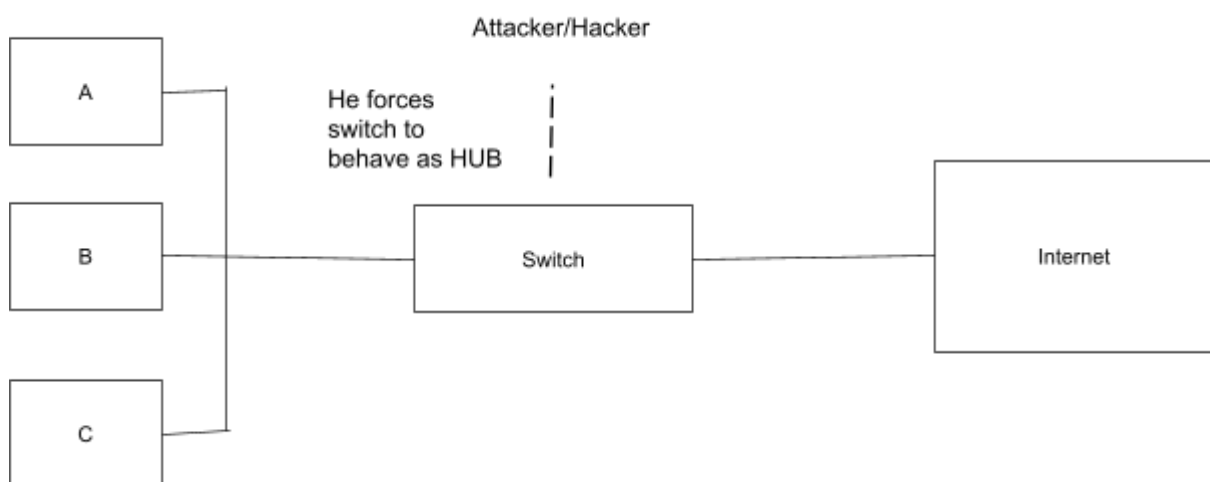 Attacker/Hacker
A
He forces
switch to
behave as HUB
B
Switch
Internet
C